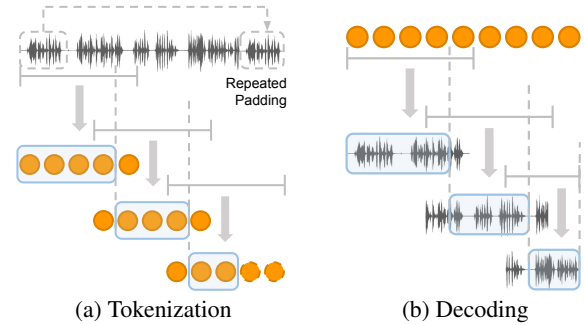 Repeated
Padding
(a) Tokenization
(b) Decoding